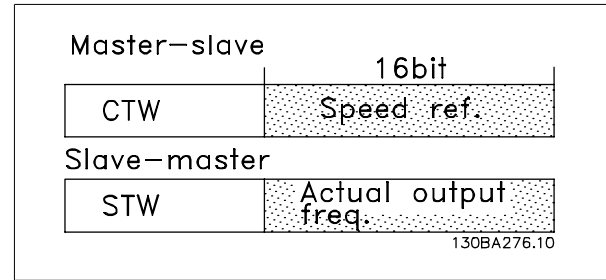 Master-slave
16bit
CTW
Speed ref.
Slave-master
STW
Actual output
freq.
130BA276.10